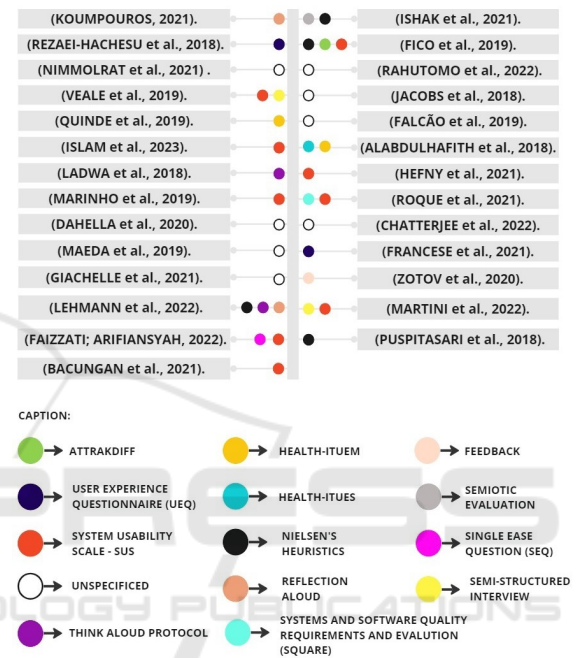 (KOUMPOUROS, 2021).
(REZAEI-HACHESU et al., 2018).
(NIMMOLRAT et al., 2021) .
(VEALE et al., 2019).
(QUINDE et al., 2019).
(ISLAM et al., 2023).
(LADWA et al., 2018).
(MARINHO et al., 2019).
(DAHELLA et al., 2020).
(MAEDA et al., 2019).
(GIACHELLE et al., 2021).
(LEHMANN et al., 2022).
(FAIZZATI; ARIFIANSYAH, 2022).
(BACUNGAN et al., 2021).
(ISHAK et al., 2021).
(FICO et al., 2019).
(RAHUTOMO et al., 2022).
(JACOBS et al., 2018).
(FALCÃO et al., 2019).
(ALABDULHAFITH et al., 2018).
(HEFNY et al., 2021).
(ROQUE et al., 2021).
(CHATTERJEE et al., 2022).
(FRANCESE et al., 2021).
(ZOTOV et al., 2020).
(MARTINI et al., 2022).
(PUSPITASARI et al., 2018).
CAPTION:
ATTRAKDIFF
USER EXPERIENCE
QUESTIONNAIRE (UEQ)
SYSTEM USABILITY
SCALE - SUS
UNSPECIFICED
THINK ALOUD PROTOCOL
HEALTH-ITUEM
HEALTH-ITUES
NIELSEN'S
HEURISTICS
REFLECTION
ALOUD
SYSTEMS AND SOFTWARE QUALITY
REQUIREMENTS AND EVALUTION
(SQUARE)
FEEDBACK
SEMIOTIC
EVALUATION
SINGLE EASE
QUESTION (SEQ)
SEMI-STRUCTURED
INTERVIEW
PRESS
OLOGY PUBLICATIONS